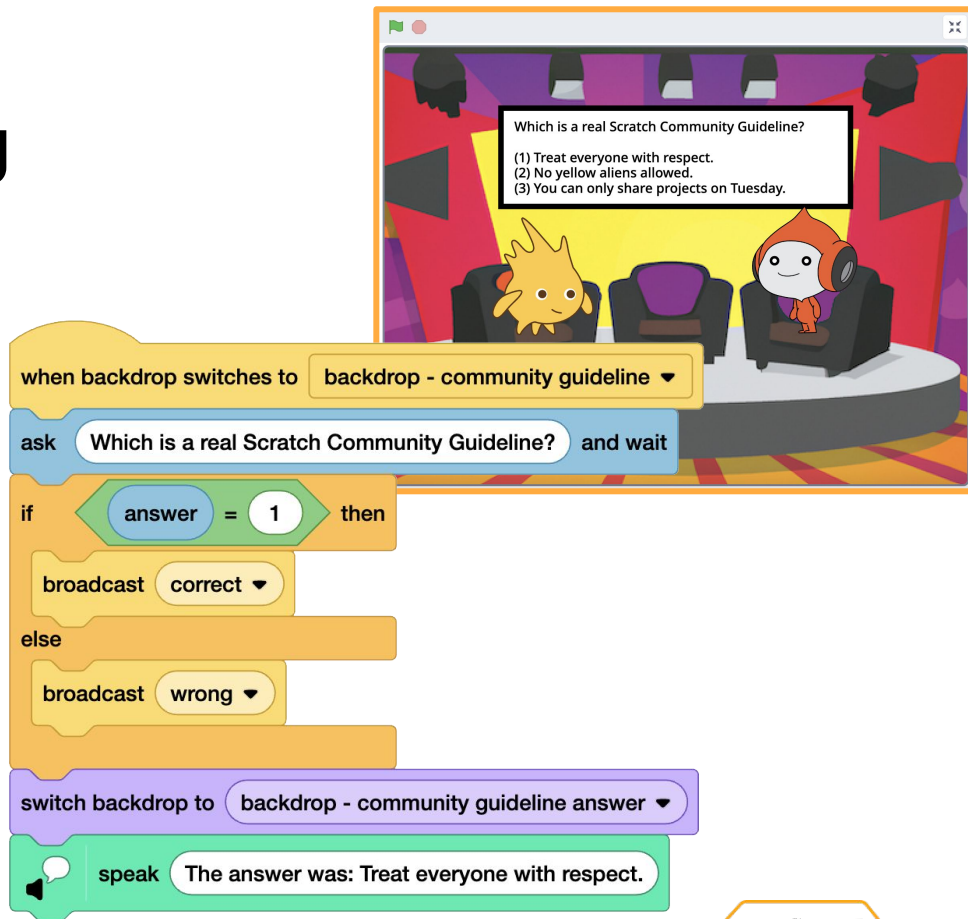 Which is a real Scratch Community Guideline?
(1) Treat everyone with respect.
(2) No yellow aliens allowed.
(3) You can only share projects on Tuesday.
when backdrop switches to backdrop - community guideline
ask Which is a real Scratch Community Guideline? and wait
if answer = 1 then
broadcast correct
else
broadcast wrong
switch backdrop to backdrop - community guideline answer
speak The answer was: Treat everyone with respect.